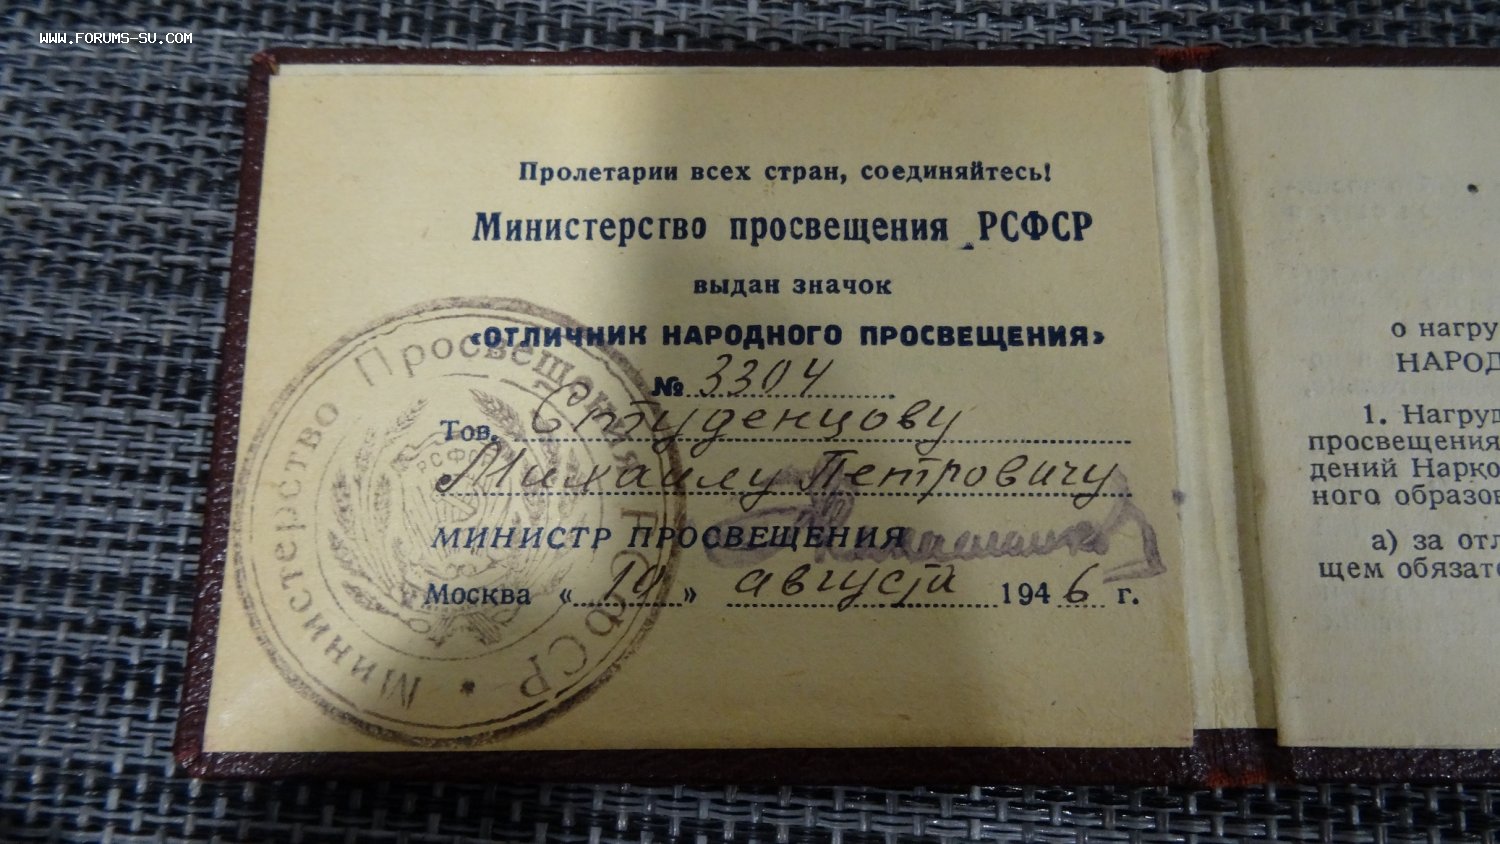 WWW.FORUMS-SU.COM
Пролетарии всех стран, соединяйтесь!
Министерство просвещения РСФСР
выдан значок
«ОТЛИЧНИК НАРОДНОГО ПРОСВЕЩЕНИЯ»
№ 3304
Тов. Студенцову
Михаилу Петровичу
МИНИСТР ПРОСВЕЩЕНИЯ
Москва « 10 » августа 1946 г.
Министерство Просвещения РСФСР
РСФСР
о нагру
НАРОД
1. Нагруд
просвещения
дений Нарко
ного образов
а) за отл
щем обязате